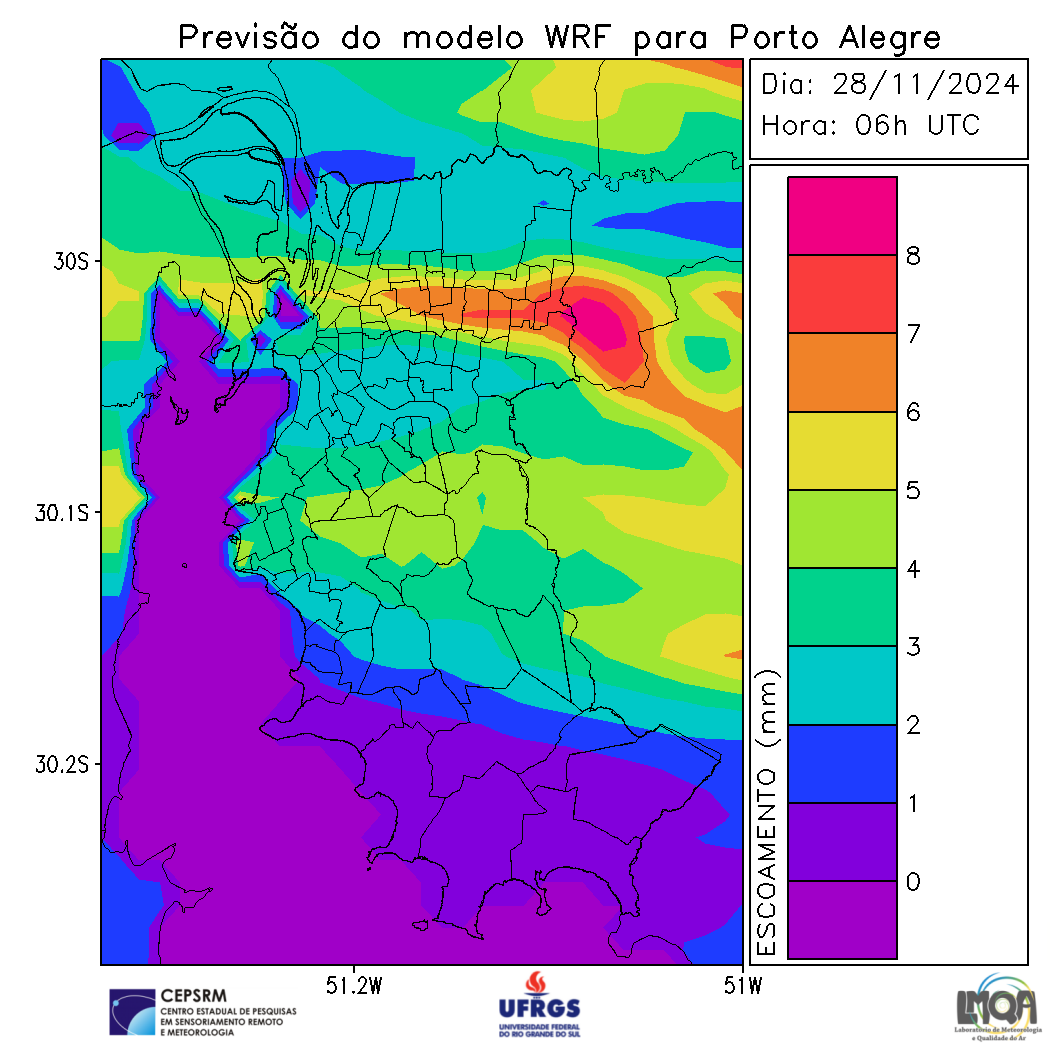 Previsão do modelo WRF para Porto Alegre
Dia: 28/11/2024
Hora: 06h UTC
30S
30.1S
30.2S
51.2W
51W
ESCOAMENTO (mm)
8
7
6
5
4
3
2
1
0
CEPSRM
CENTRO ESTADUAL DE PESQUISAS
EM SENSORIAMENTO REMOTO
E METEOROLOGIA
UFRGS
UNIVERSIDADE FEDERAL
DO RIO GRANDE DO SUL
LMQA
Laboratório de Meteorologia
e Qualidade do Ar